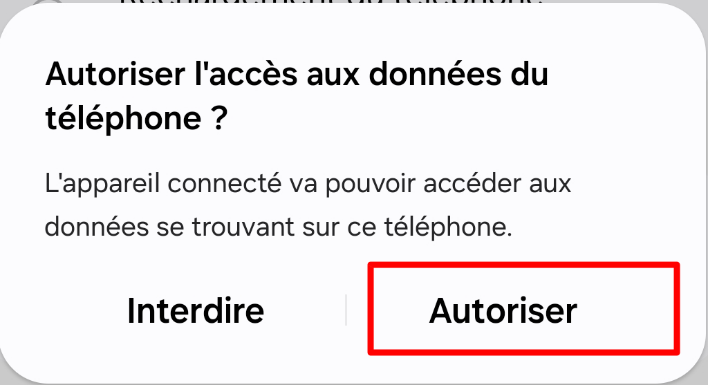 Autoriser l'accès aux données du
téléphone ?
L'appareil connecté va pouvoir accéder aux
données se trouvant sur ce téléphone.
Interdire
Autoriser